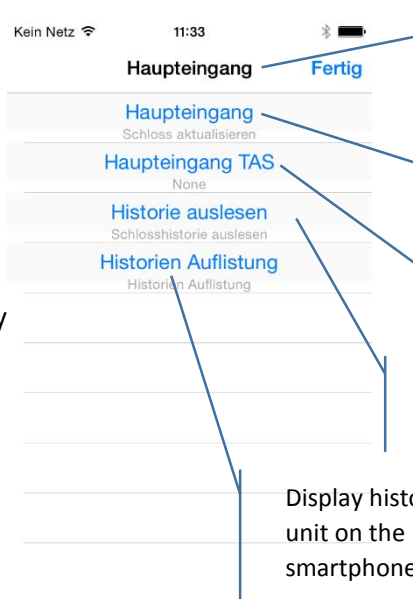 Kein Netz 11:33
Haupteingang Fertig
Haupteingang
Schloss aktualisieren
Haupteingang TAS
None
Historie auslesen
Schlosshistorie auslesen
Historien Auflistung
Historien Auflistung
Display
unit on the
smartphone